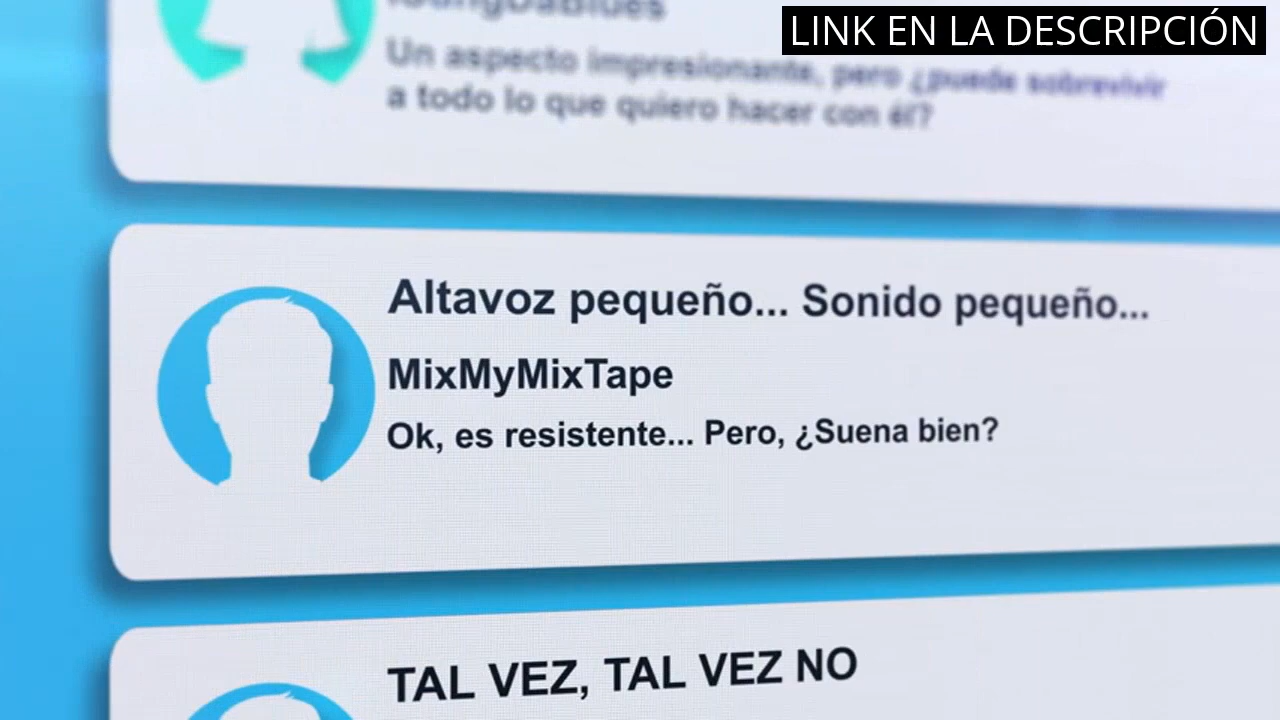 LINK EN LA DESCRIPCIÓN
Un aspecto impresionante, pero ¿puede sobrevivir
a todo lo que quiero hacer con él?
Altavoz pequeño... Sonido pequeño...
MixMyMixTape
Ok, es resistente... Pero, ¿Suena bien?
TAL VEZ, TAL VEZ NO